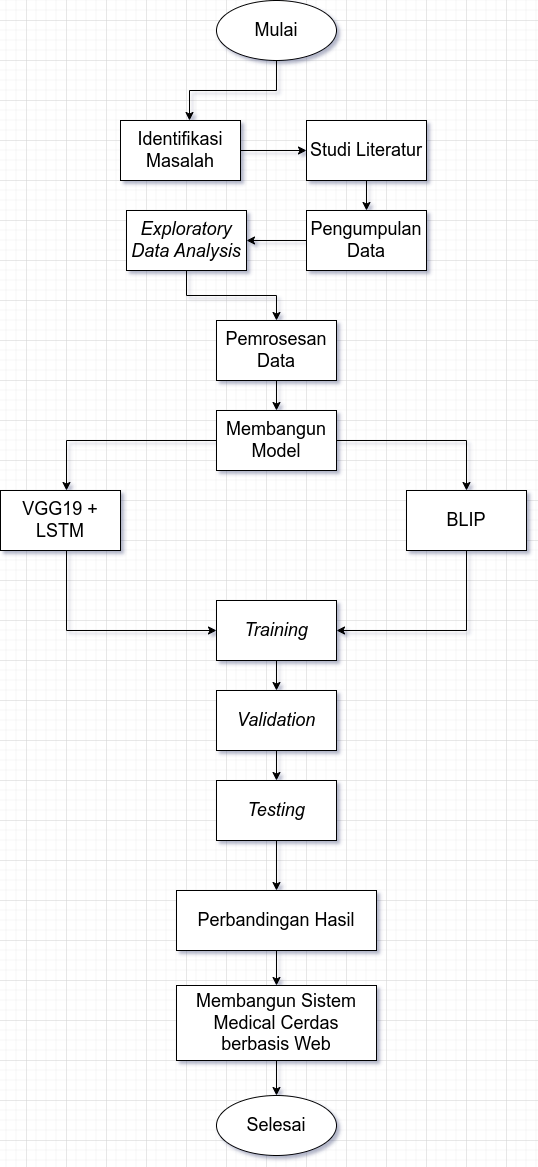 Mulai
Identifikasi
Masalah
Studi Literatur
Pengumpulan
Data
Exploratory
Data Analysis
Pemrosesan
Data
Membangun
Model
VGG19 +
LSTM
BLIP
Training
Validation
Testing
Perbandingan Hasil
Membangun Sistem
Medical Cerdas
berbasis Web
Selesai